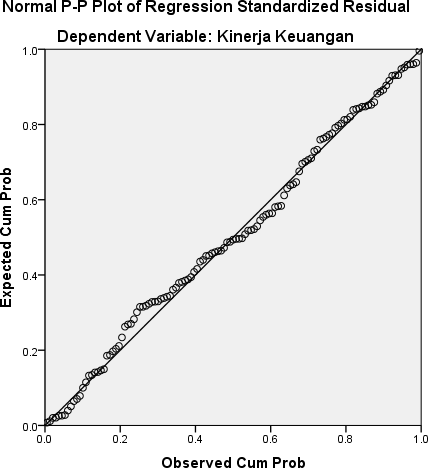 Normal P-P Plot of Regression Standardized Residual
Dependent Variable: Kinerja Keuangan
Expected Cum Prob
1.0
0.8
0.6
0.4
0.2
0.0
0.0 0.2 0.4 0.6 0.8 1.0
Observed Cum Prob